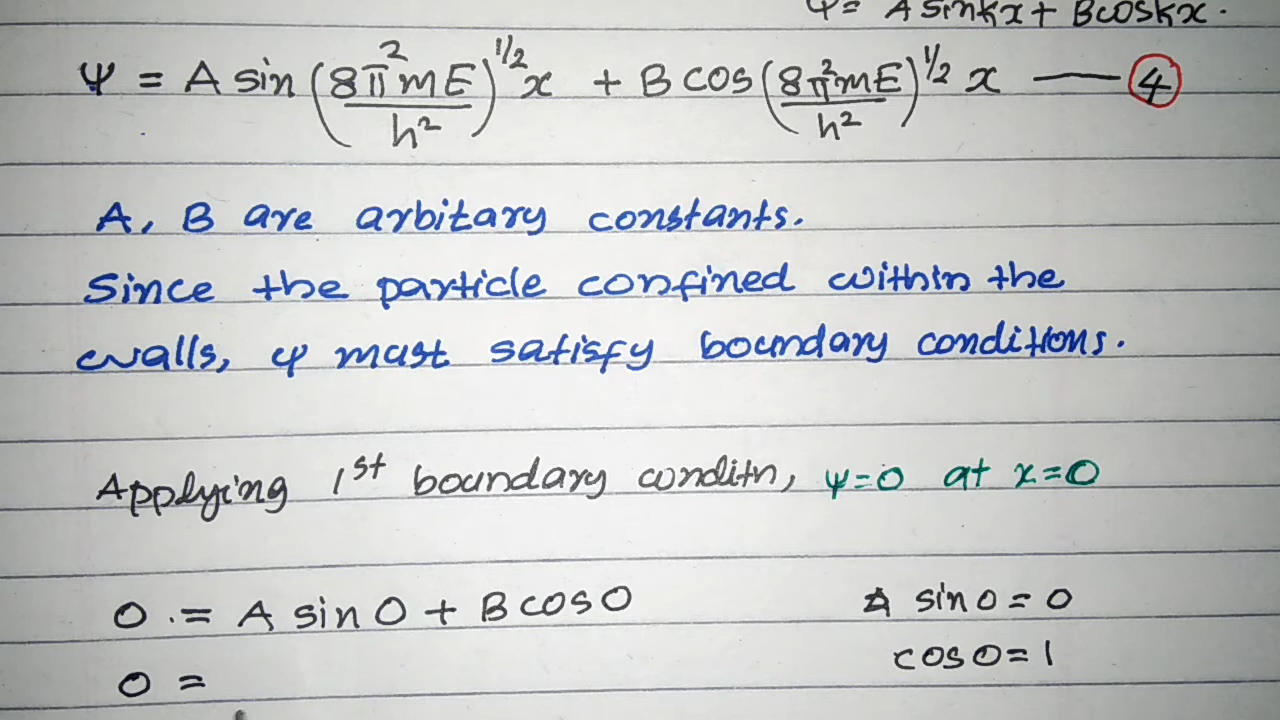 ψ = A sinkx + B coskx.
ψ = A sin (8π²mE/h²)^1/2 x + B cos (8π²mE/h²)^1/2 x —— ④
A, B are arbitary constants.
Since the particle confined within the
walls, ψ must satisfy boundary conditions.
Applying 1st boundary conditn, ψ=0 at x=0
0 = A sin 0 + B cos 0
sin 0 = 0
cos 0 = 1
0 =